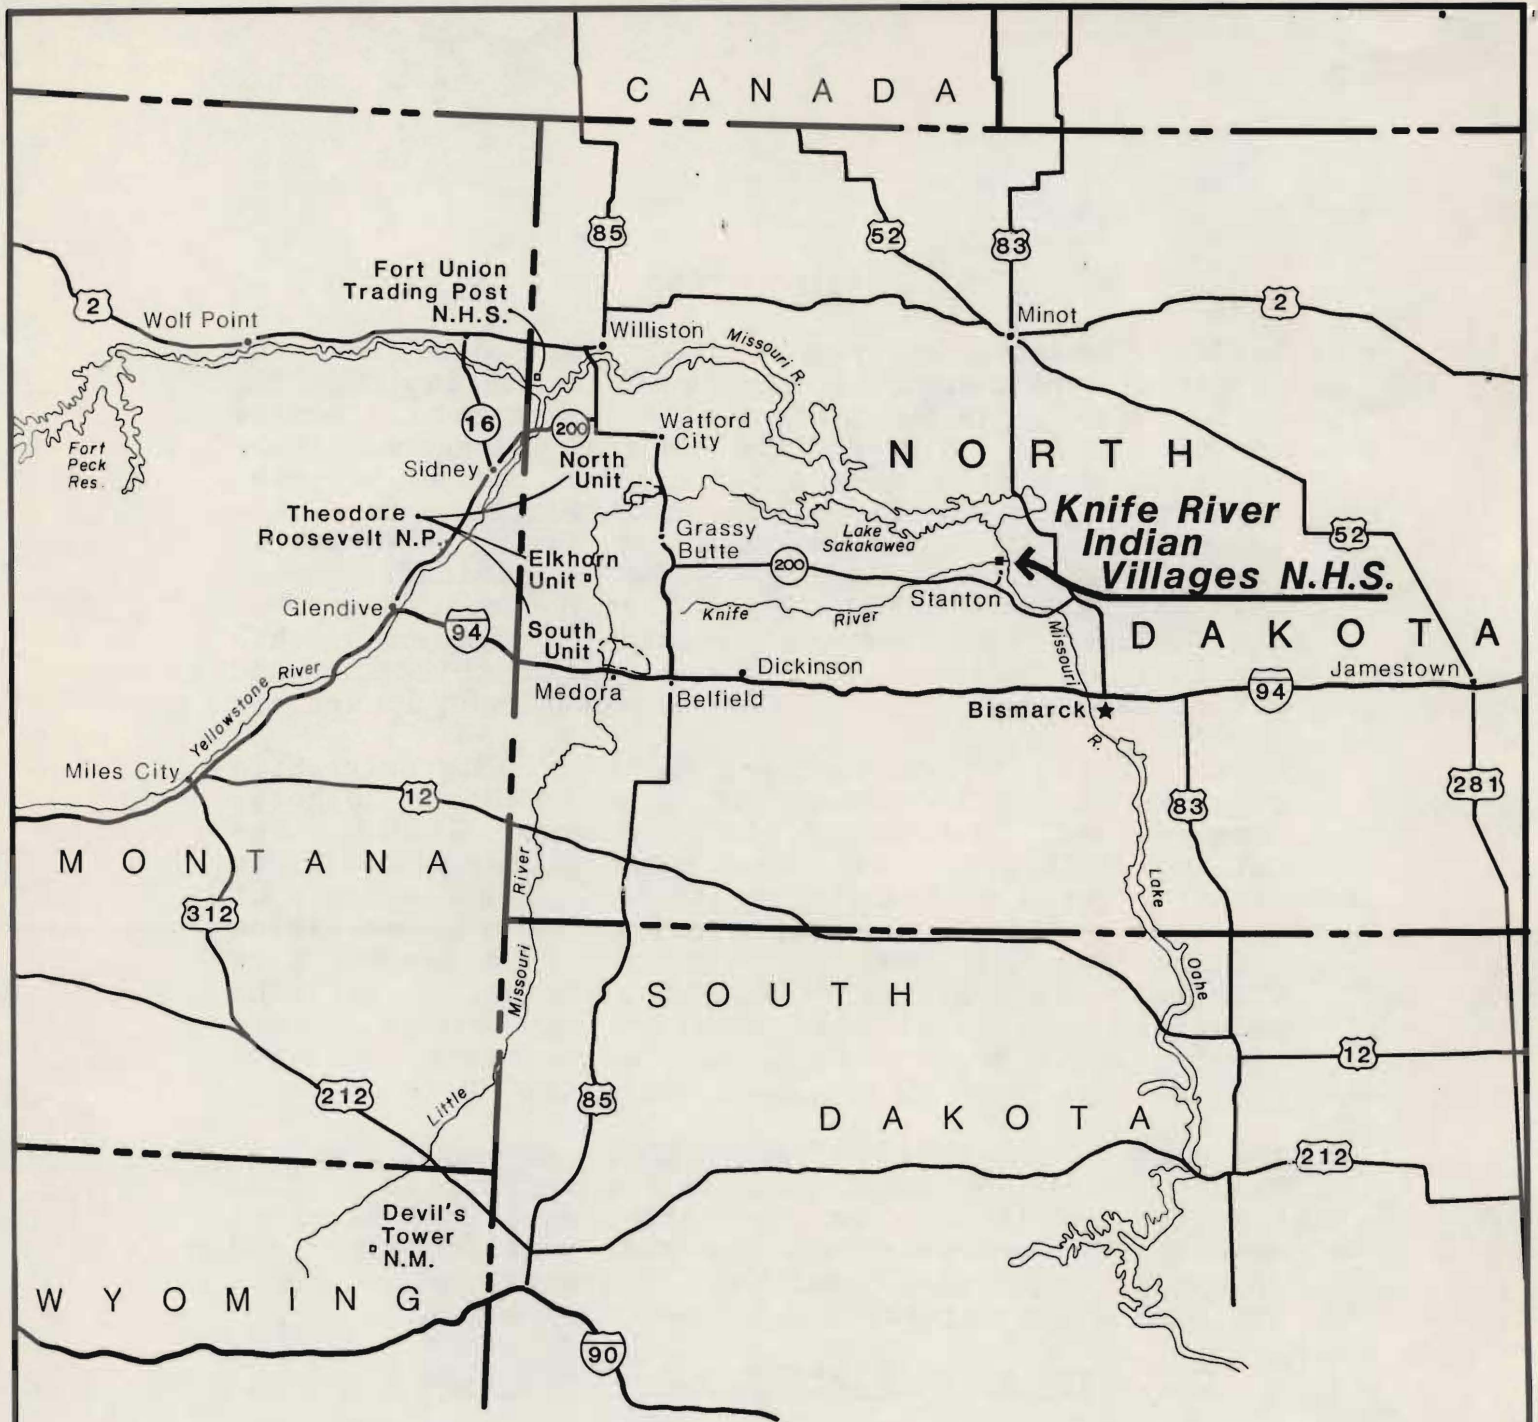 CANADA
85
52
83
Fort Union
Trading Post
N.H.S.
2
Wolf Point
Williston
Missouri R.
Minot
2
16
200
Watford
City
Fort
Peck
Res.
Sidney
North
Unit
NORTH
Theodore
Roosevelt N.P.
Grassy
Butte
Lake
Sakakawea
Knife River
Indian
Villages N.H.S.
52
Elkhorn
Unit
200
Stanton
Glendive
94
Knife
River
South
Unit
Missouri
R.
DAKOTA
Yellowstone River
Medora
Belfield
Dickinson
Bismarck
94
Jamestown
Miles City
12
83
281
MONTANA
River
Lake
312
Missouri
SOUTH
Oahe
212
Little
85
12
DAKOTA
212
Devil's
Tower
N.M.
WYOMING
90